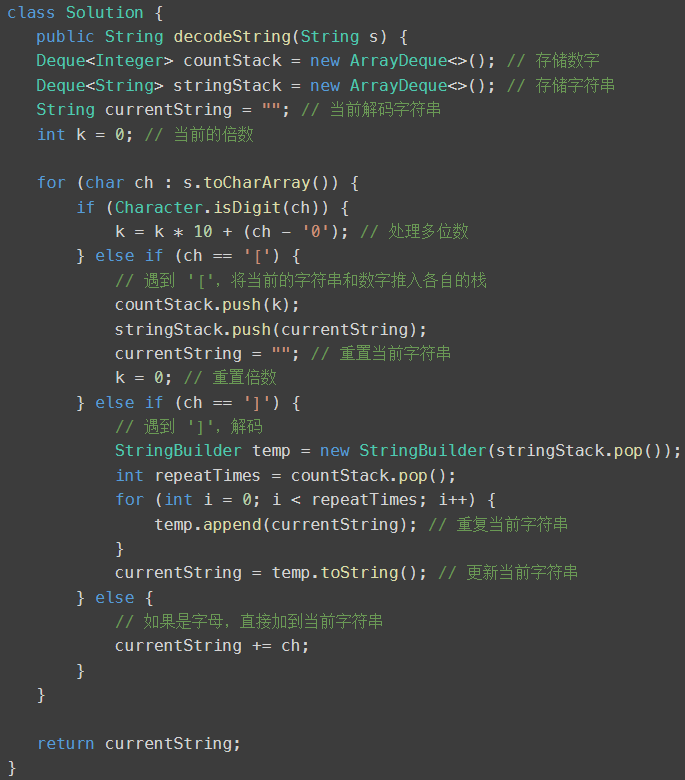 class Solution {
    public String decodeString(String s) {
    Deque<Integer> countStack = new ArrayDeque<>(); // 存储数字
    Deque<String> stringStack = new ArrayDeque<>(); // 存储字符串
    String currentString = ""; // 当前解码字符串
    int k = 0; // 当前的倍数

    for (char ch : s.toCharArray()) {
        if (Character.isDigit(ch)) {
            k = k * 10 + (ch - '0'); // 处理多位数
        } else if (ch == '[') {
            // 遇到 '[', 将当前的字符串和数字推入各自的栈
            countStack.push(k);
            stringStack.push(currentString);
            currentString = ""; // 重置当前字符串
            k = 0; // 重置倍数
        } else if (ch == ']') {
            // 遇到 ']', 解码
            StringBuilder temp = new StringBuilder(stringStack.pop());
            int repeatTimes = countStack.pop();
            for (int i = 0; i < repeatTimes; i++) {
                temp.append(currentString); // 重复当前字符串
            }
            currentString = temp.toString(); // 更新当前字符串
        } else {
            // 如果是字母，直接加到当前字符串
            currentString += ch;
        }
    }

    return currentString;
}